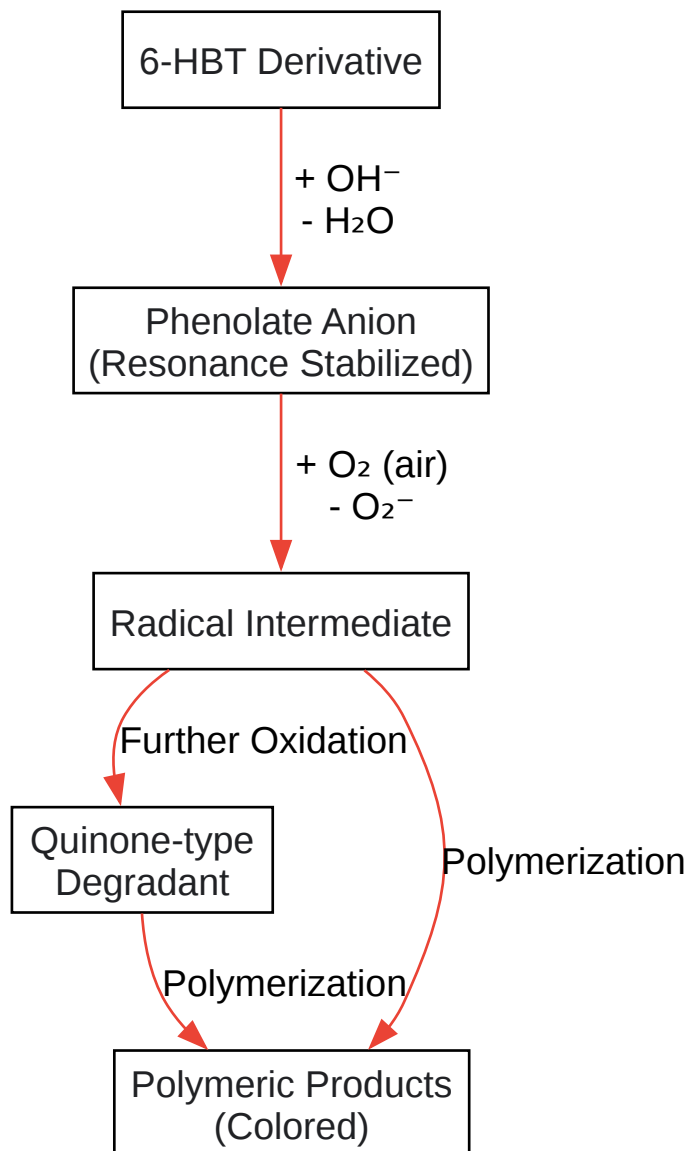 6-HBT Derivative
+ OH⁻
- H₂O
Phenolate Anion
(Resonance Stabilized)
+ O₂ (air)
- O₂⁻
Radical Intermediate
Further Oxidation
Quinone-type
Degradant
Polymerization
Polymerization
Polymeric Products
(Colored)